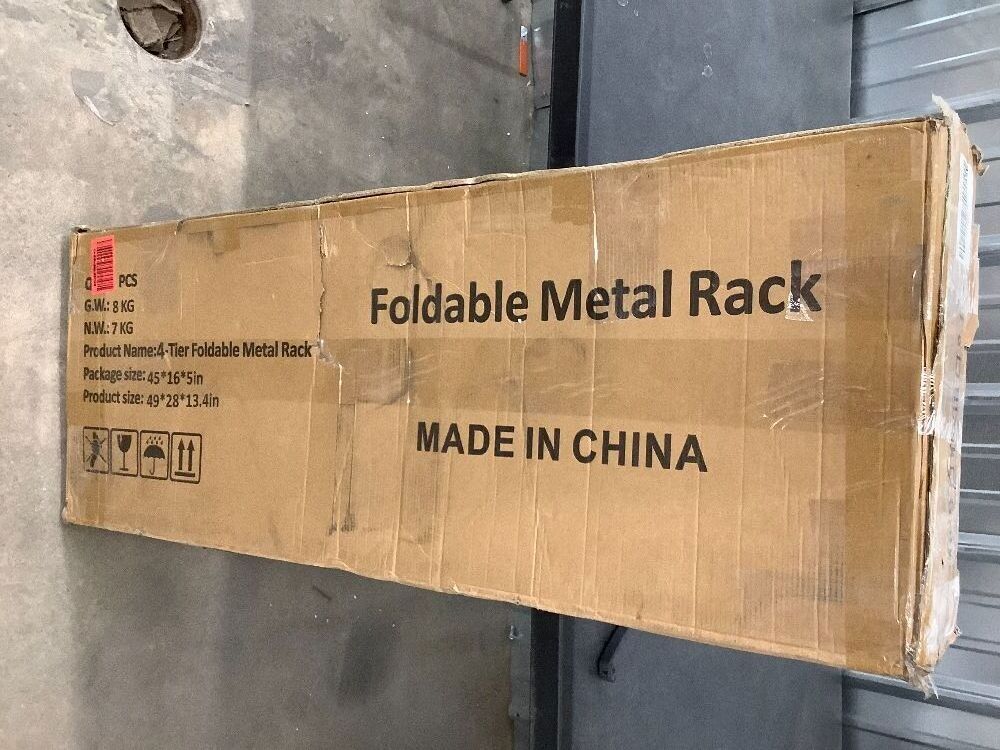 PCS
G.W.: 8 KG
N.W.: 7 KG
Product Name:4-Tier Foldable Metal Rack
Package size: 45*16*5in
Product size: 49*28*13.4in
Foldable Metal Rack
MADE IN CHINA